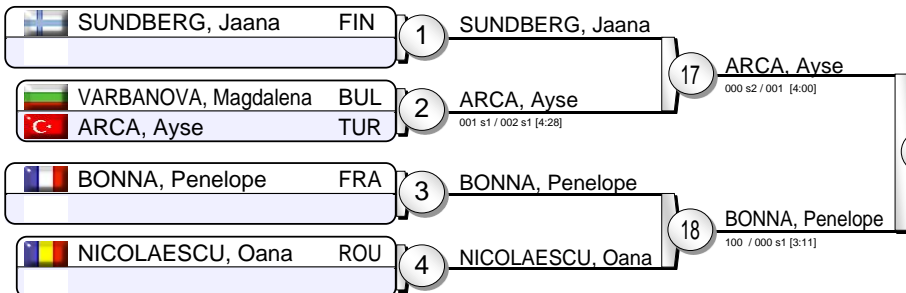 SUNDBERG, Jaana FIN
1
SUNDBERG, Jaana
17
ARCA, Ayse
000 s2 / 001 [4:00]
VARBANOVA, Magdalena BUL
ARCA, Ayse TUR
2
ARCA, Ayse
001 s1 / 002 s1 [4:28]
BONNA, Penelope FRA
3
BONNA, Penelope
18
BONNA, Penelope
100 / 000 s1 [3:11]
NICOLAESCU, Oana ROU
4
NICOLAESCU, Oana